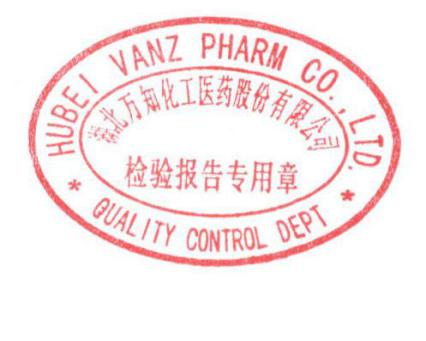 HUBEI VANZ PHARM CO., LTD.
湖北万知化工医药股份有限公司
检验报告专用章
* QUALITY CONTROL DEPT *